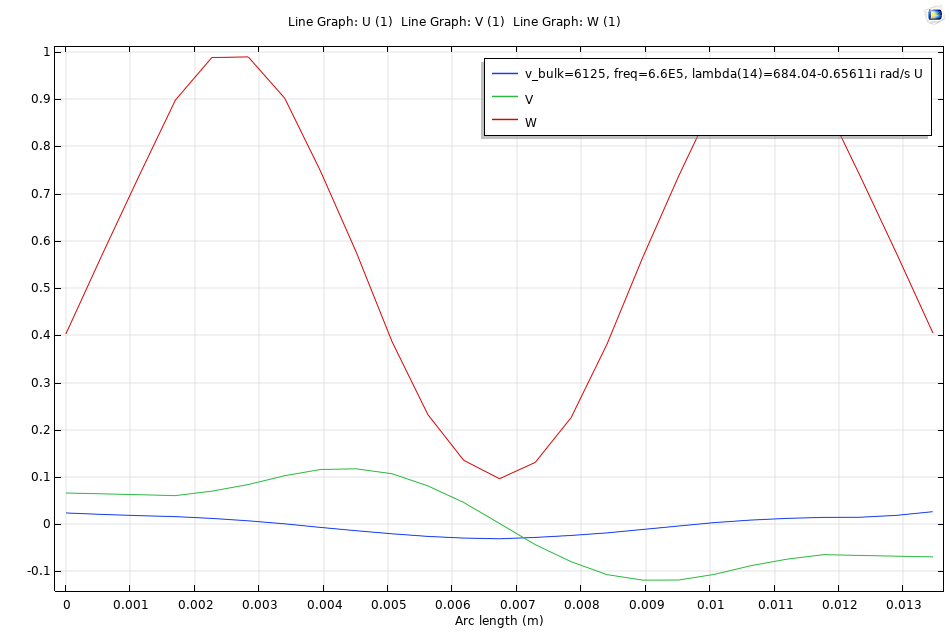 Line Graph: U (1)  Line Graph: V (1)  Line Graph: W (1)
v_bulk=6125, freq=6.6E5, lambda(14)=684.04-0.65611i rad/s U
V
W
1
0.9
0.8
0.7
0.6
0.5
0.4
0.3
0.2
0.1
0
-0.1
0 0.001 0.002 0.003 0.004 0.005 0.006 0.007 0.008 0.009 0.01 0.011 0.012 0.013
Arc length (m)